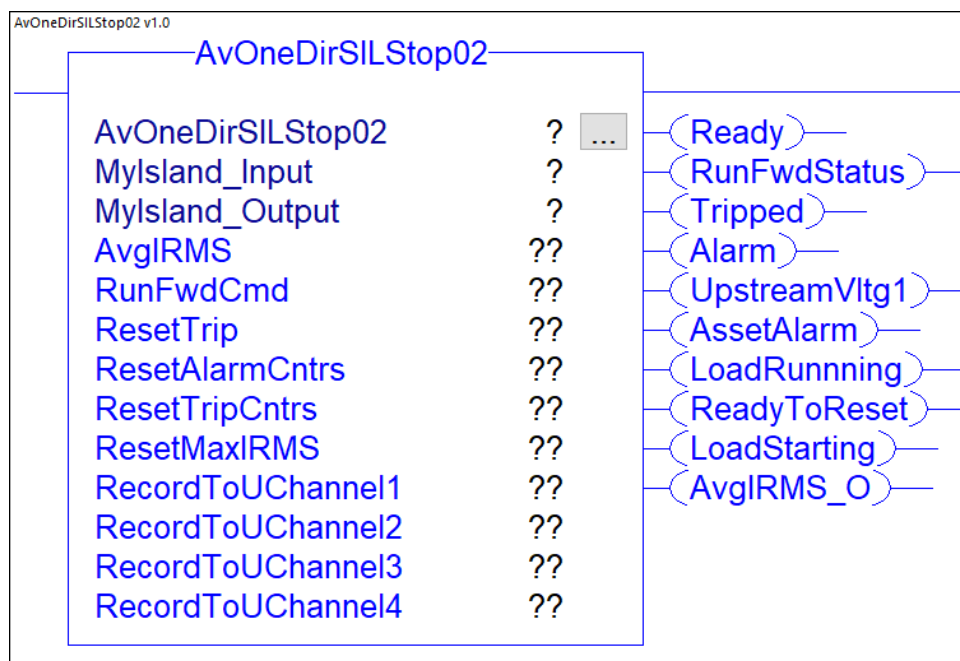 AvOneDirSILStop02 v1.0
AvOneDirSILStop02
AvOneDirSILStop02 ? ... Ready
MyIsland_Input ? RunFwdStatus
MyIsland_Output ? Tripped
AvgIRMS ?? Alarm
RunFwdCmd ?? UpstreamVltg1
ResetTrip ?? AssetAlarm
ResetAlarmCntrs ?? LoadRunnning
ResetTripCntrs ?? ReadyToReset
ResetMaxIRMS ?? LoadStarting
RecordToUChannel1 ?? AvgIRMS_O
RecordToUChannel2 ??
RecordToUChannel3 ??
RecordToUChannel4 ??